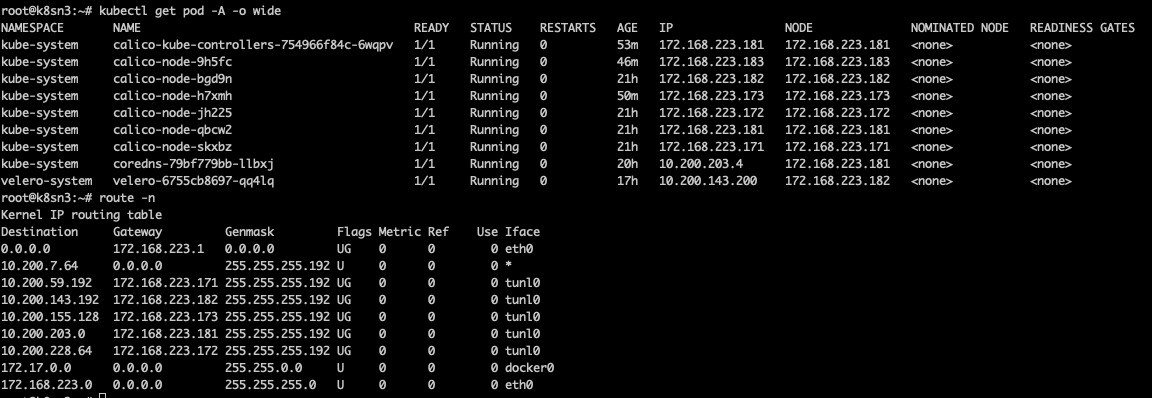 root@k8sn3:~# kubectl get pod -A -o wide
NAMESPACE NAME READY STATUS RESTARTS AGE IP NODE NOMINATED NODE READINESS GATES
kube-system calico-kube-controllers-754966f84c-6wqpv 1/1 Running 0 53m 172.168.223.181 172.168.223.181 <none> <none>
kube-system calico-node-9h5fc 1/1 Running 0 46m 172.168.223.183 172.168.223.183 <none> <none>
kube-system calico-node-bgd9n 1/1 Running 0 21h 172.168.223.182 172.168.223.182 <none> <none>
kube-system calico-node-h7xmh 1/1 Running 0 50m 172.168.223.173 172.168.223.173 <none> <none>
kube-system calico-node-jh225 1/1 Running 0 21h 172.168.223.172 172.168.223.172 <none> <none>
kube-system calico-node-qbcw2 1/1 Running 0 21h 172.168.223.181 172.168.223.181 <none> <none>
kube-system calico-node-skxbz 1/1 Running 0 21h 172.168.223.171 172.168.223.171 <none> <none>
kube-system coredns-79bf779bb-llbxj 1/1 Running 0 20h 10.200.203.4 172.168.223.181 <none> <none>
velero-system velero-6755cb8697-qq4lq 1/1 Running 0 17h 10.200.143.200 172.168.223.182 <none> <none>
root@k8sn3:~# route -n
Kernel IP routing table
Destination Gateway Genmask Flags Metric Ref Use Iface
0.0.0.0 172.168.223.1 0.0.0.0 UG 0 0 0 eth0
10.200.7.64 0.0.0.0 255.255.255.192 U 0 0 0 *
10.200.59.192 172.168.223.171 255.255.255.192 UG 0 0 0 tunl0
10.200.143.192 172.168.223.182 255.255.255.192 UG 0 0 0 tunl0
10.200.155.128 172.168.223.173 255.255.255.192 UG 0 0 0 tunl0
10.200.203.0 172.168.223.181 255.255.255.192 UG 0 0 0 tunl0
10.200.228.64 172.168.223.172 255.255.255.192 UG 0 0 0 tunl0
172.17.0.0 0.0.0.0 255.255.0.0 U 0 0 0 docker0
172.168.223.0 0.0.0.0 255.255.255.0 U 0 0 0 eth0